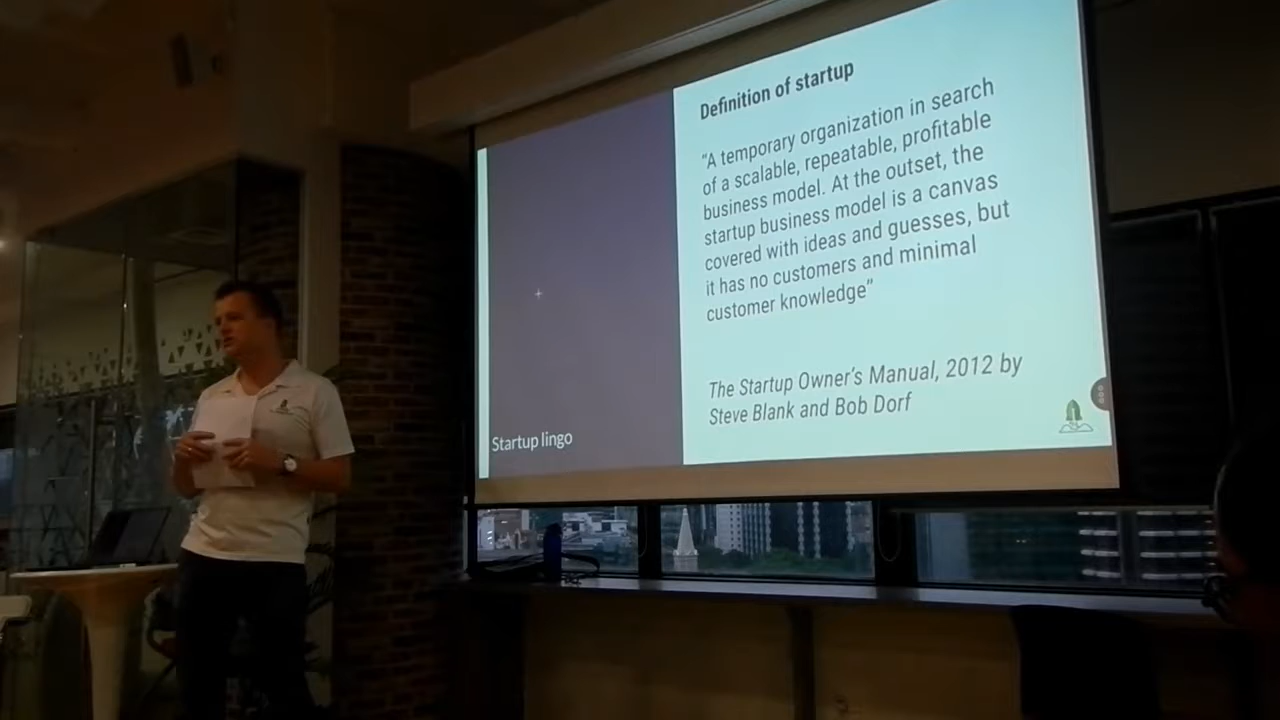 Definition of startup
“A temporary organization in search
of a scalable, repeatable, profitable
business model. At the outset, the
startup business model is a canvas
covered with ideas and guesses, but
it has no customers and minimal
customer knowledge”
The Startup Owner’s Manual, 2012 by
Steve Blank and Bob Dorf
Startup lingo